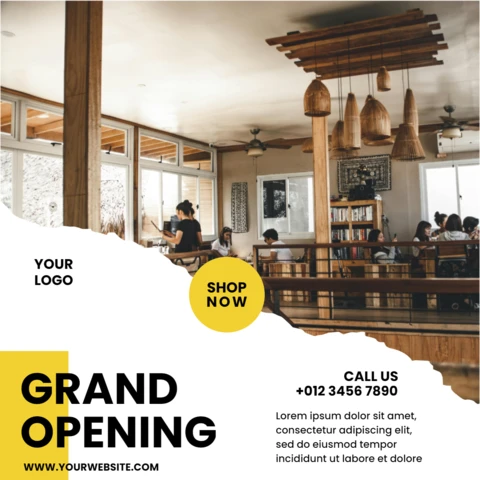 YOUR
LOGO
SHOP
NOW
GRAND
OPENING
WWW.YOURWEBSITE.COM
CALL US
+012 3456 7890
Lorem ipsum dolor sit amet,
consectetur adipiscing elit,
sed do eiusmod tempor
incididunt ut labore et dolore